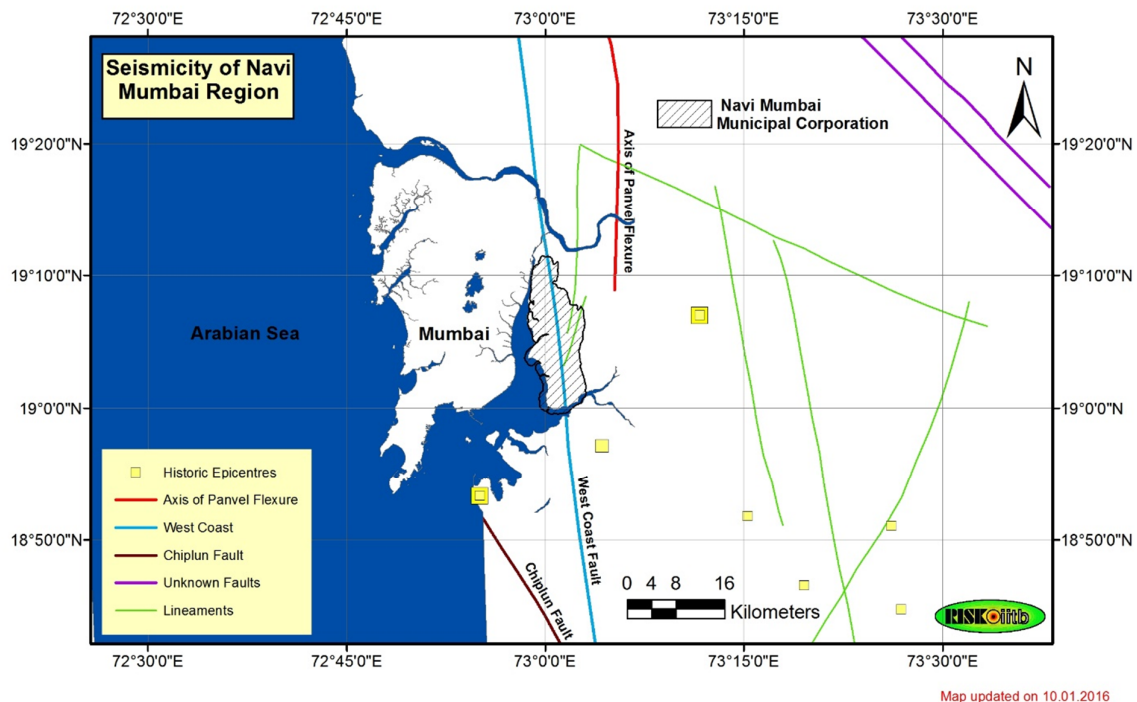 72°30'0"E 72°45'0"E 73°0'0"E 73°15'0"E 73°30'0"E
Seismicity of Navi
Mumbai Region
N
Navi Mumbai
Municipal Corporation
19°20'0"N 19°20'0"N
Axis of Panvel Flexure
19°10'0"N 19°10'0"N
Arabian Sea
Mumbai
19°0'0"N 19°0'0"N
Historic Epicentres
Axis of Panvel Flexure
West Coast
Chiplun Fault
Unknown Faults
Lineaments
West Coast Fault
18°50'0"N 18°50'0"N
Chiplun Fault
0 4 8 16
Kilometers
RISK@iitb
72°30'0"E 72°45'0"E 73°0'0"E 73°15'0"E 73°30'0"E
Map updated on 10.01.2016